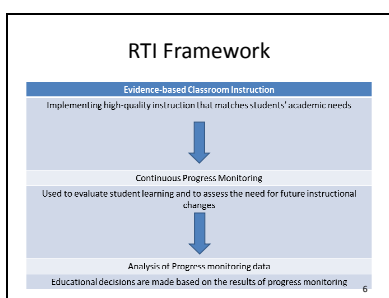 RTI Framework
Evidence-based Classroom Instruction
Implementing high-quality instruction that matches students' academic needs
Continuous Progress Monitoring
Used to evaluate student learning and to assess the need for future instructional
changes
Analysis of Progress monitoring data
Educational decisions are made based on the results of progress monitoring
6